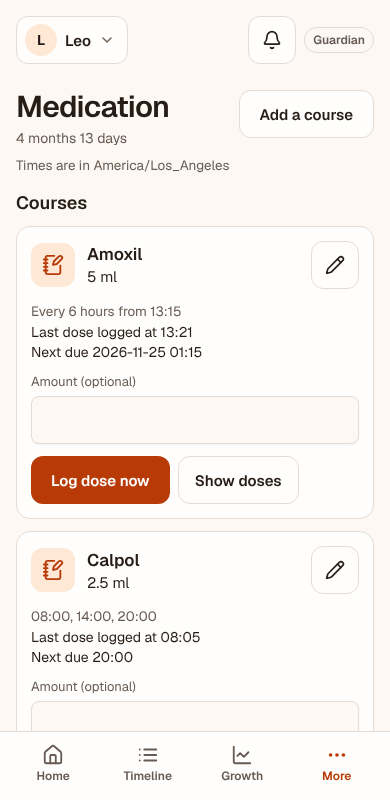 L Leo
Guardian
Medication
Add a course
4 months 13 days
Times are in America/Los_Angeles
Courses
Amoxil
5 ml
Every 6 hours from 13:15
Last dose logged at 13:21
Next due 2026-11-25 01:15
Amount (optional)
Log dose now
Show doses
Calpol
2.5 ml
08:00, 14:00, 20:00
Last dose logged at 08:05
Next due 20:00
Amount (optional)
Home
Timeline
Growth
More